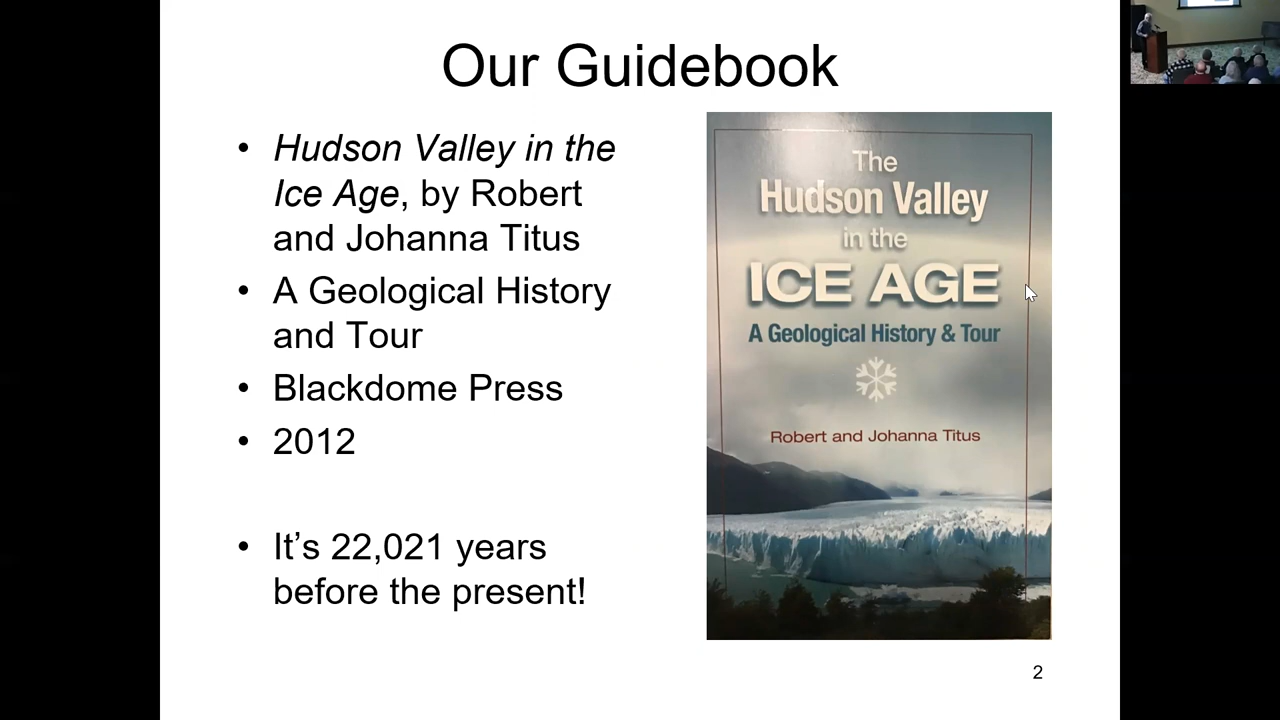 Our Guidebook
• Hudson Valley in the
Ice Age, by Robert
and Johanna Titus
• A Geological History
and Tour
• Blackdome Press
• 2012
• It’s 22,021 years
before the present!
The
Hudson Valley
in the
ICE AGE
A Geological History & Tour
Robert and Johanna Titus
2